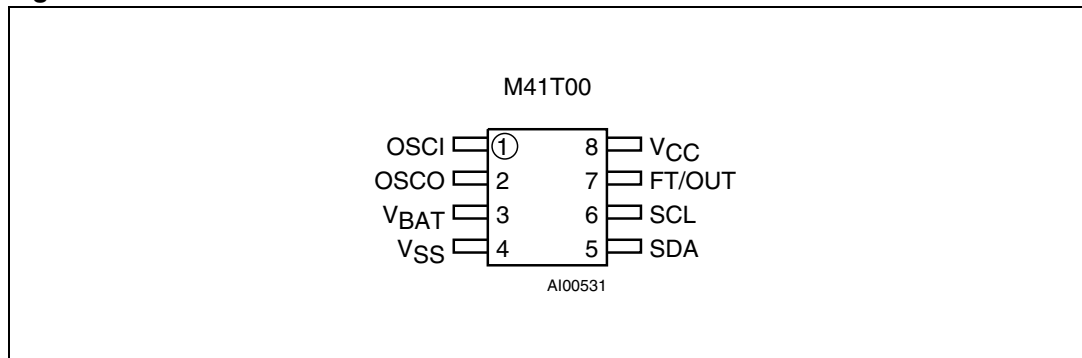 M41T00
OSCI 1 8 VCC
OSCO 2 7 FT/OUT
VBAT 3 6 SCL
VSS 4 5 SDA
AI00531